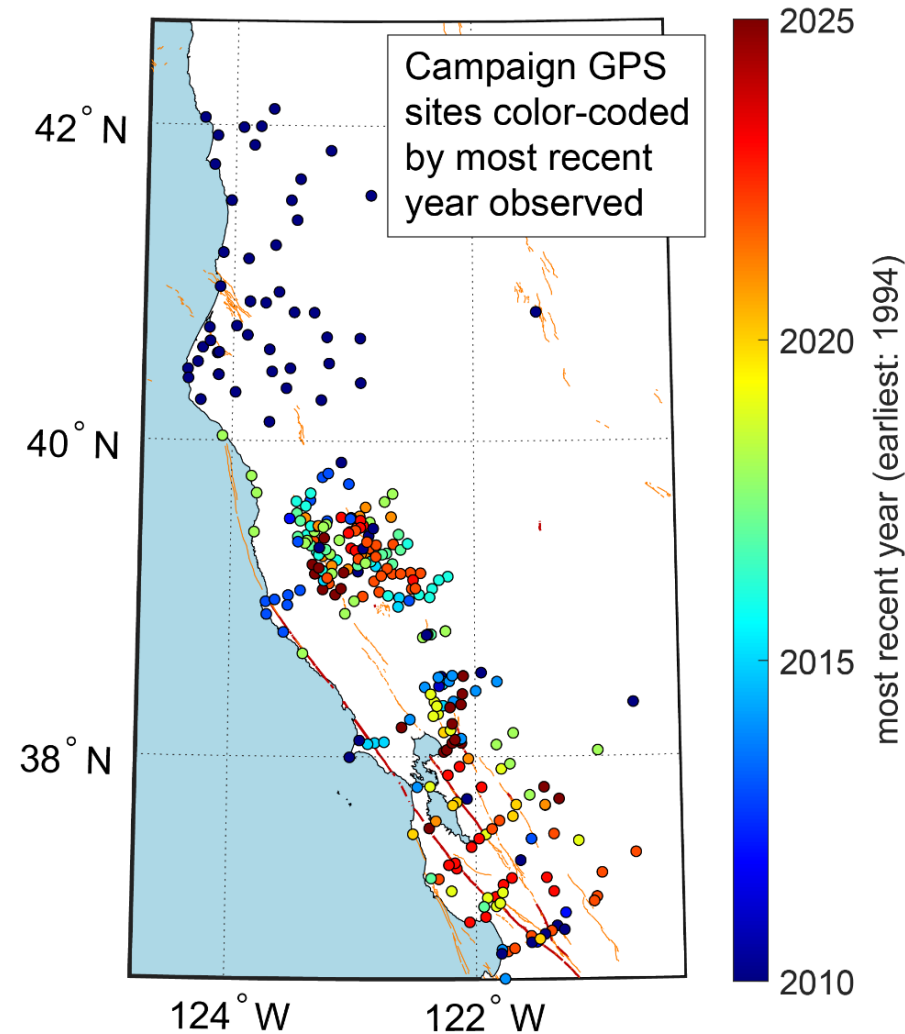 Campaign GPS
sites color-coded
by most recent
year observed
42° N
40° N
38° N
124° W
122° W
2025
2020
2015
2010
most recent year (earliest: 1994)